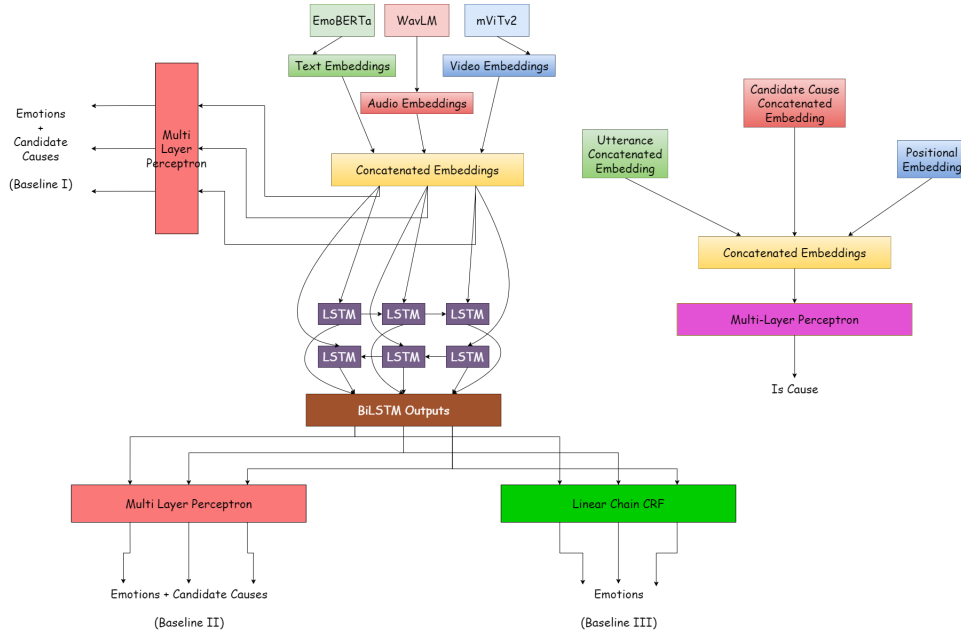 EmoBERTa
WavLM
mViTv2
Text Embeddings
Video Embeddings
Audio Embeddings
Emotions
+
Candidate
Causes
(Baseline I)
Multi
Layer
Perceptron
Concatenated Embeddings
LSTM
LSTM
LSTM
LSTM
LSTM
LSTM
BiLSTM Outputs
Multi Layer Perceptron
Linear Chain CRF
Emotions + Candidate Causes
(Baseline II)
Emotions
(Baseline III)
Candidate Cause
Concatenated
Embedding
Utterance
Concatenated
Embedding
Positional
Embedding
Concatenated Embeddings
Multi-Layer Perceptron
Is Cause